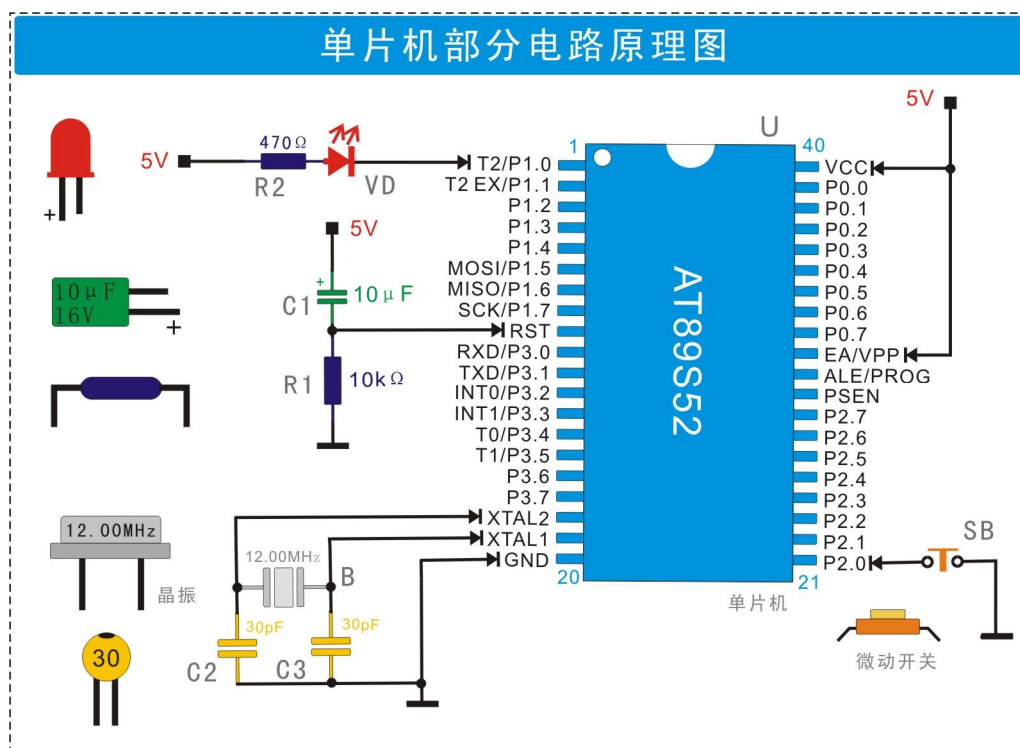 单片机部分电路原理图
5V
U
1
40
470Ω
5V
R2
VD
T2/P1.0
T2 EX/P1.1
P1.2
P1.3
P1.4
MOSI/P1.5
MISO/P1.6
SCK/P1.7
RST
RXD/P3.0
TXD/P3.1
INT0/P3.2
INT1/P3.3
T0/P3.4
T1/P3.5
P3.6
P3.7
XTAL2
XTAL1
GND
20
AT89S52
VCC
P0.0
P0.1
P0.2
P0.3
P0.4
P0.5
P0.6
P0.7
EA/VPP
ALE/PROG
PSEN
P2.7
P2.6
P2.5
P2.4
P2.3
P2.2
P2.1
P2.0
21
+
5V
+
C1
10μF
R1
10kΩ
10μF
16V
+
12.00MHz
晶振
12.00MHz
B
30pF
30pF
C2
C3
30
单片机
SB
微动开关